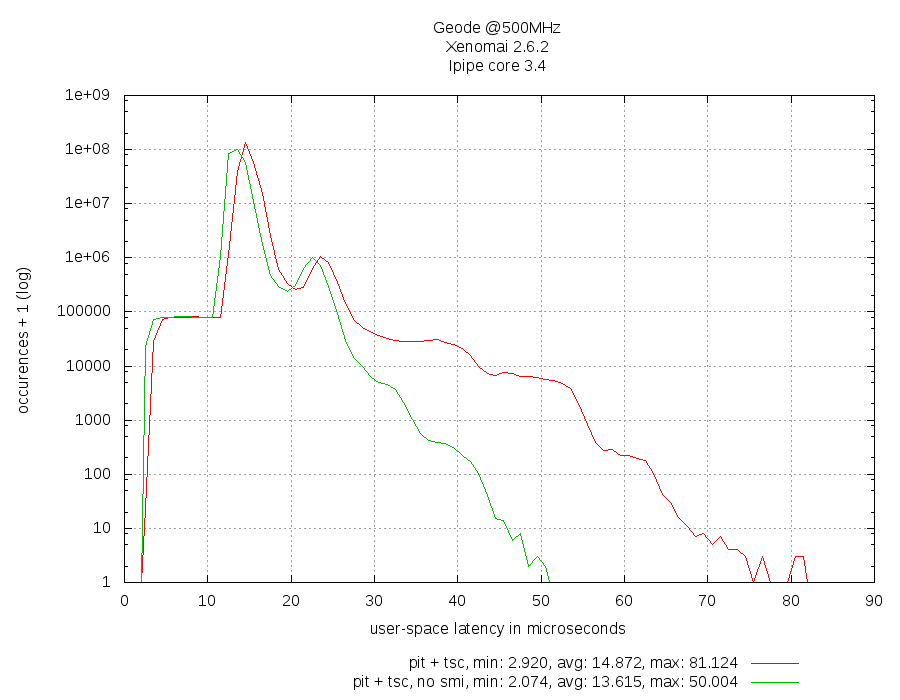 Geode @500MHz
Xenomai 2.6.2
Ipipe core 3.4
1e+09
1e+08
1e+07
1e+06
100000
10000
1000
100
10
1
occurences + 1 (log)
0 10 20 30 40 50 60 70 80 90
user-space latency in microseconds
pit + tsc, min: 2.920, avg: 14.872, max: 81.124
pit + tsc, no smi, min: 2.074, avg: 13.615, max: 50.004